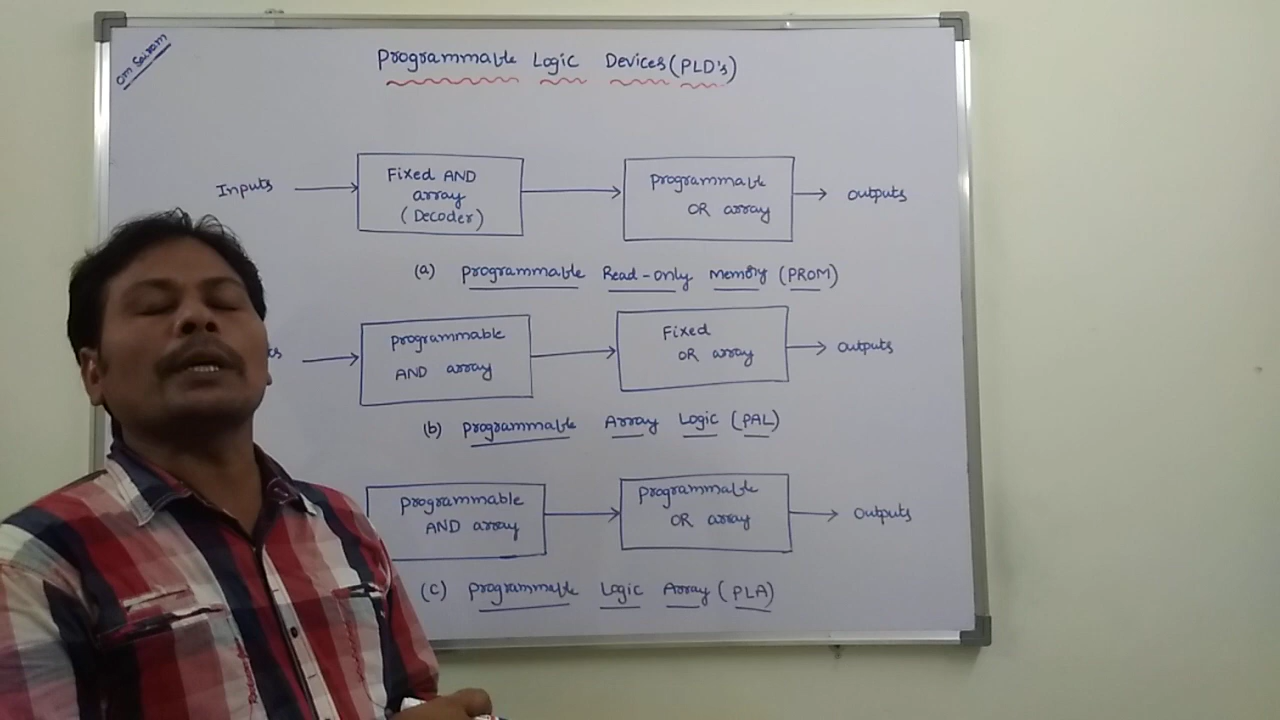 Om Sairam
Programmable Logic Devices (PLD's)
Inputs
Fixed AND
array
(Decoder)
Programmable
OR array
Outputs
(a) Programmable Read-only Memory (PROM)
Programmable
AND array
Fixed
OR array
Outputs
(b) Programmable Array Logic (PAL)
Programmable
AND array
Programmable
OR array
Outputs
(c) Programmable Logic Array (PLA)